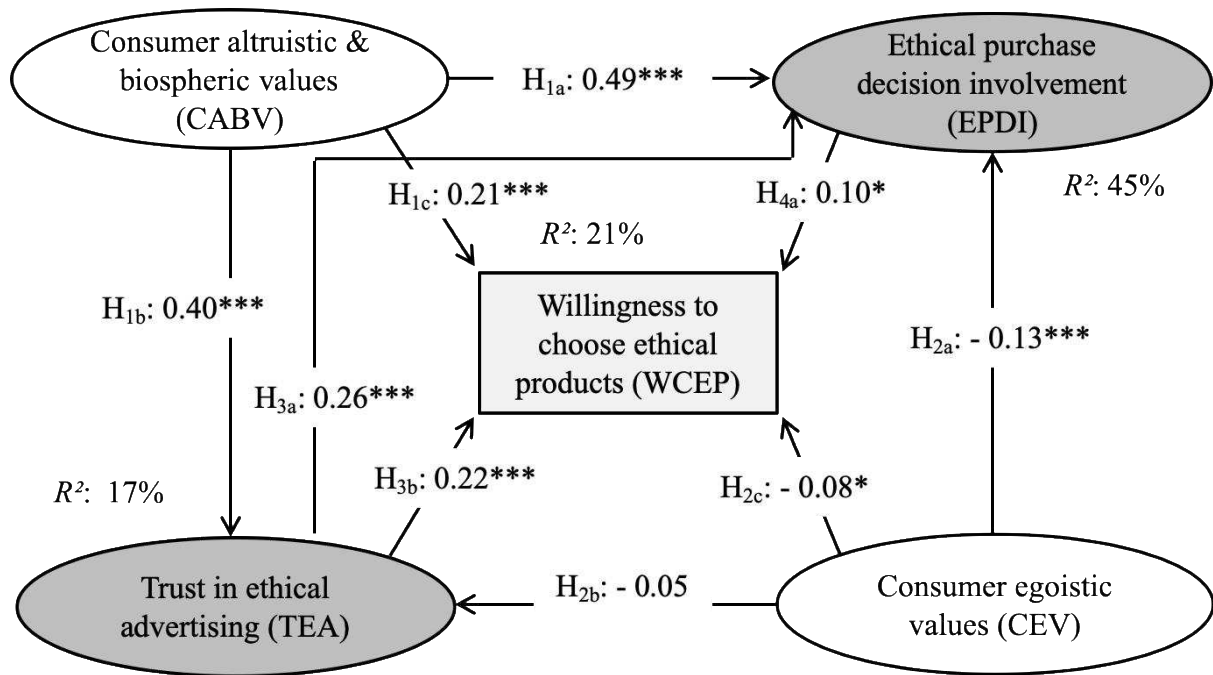 Consumer altruistic &
biospheric values
(CABV)
H₁ₐ: 0.49***
Ethical purchase
decision involvement
(EPDI)
H₁c: 0.21***
H₄ₐ: 0.10*
R²: 45%
R²: 21%
H₁b: 0.40***
Willingness to
choose ethical
products (WCEP)
H₂ₐ: - 0.13***
H₃ₐ: 0.26***
H₃b: 0.22***
H₂c: - 0.08*
R²: 17%
Trust in ethical
advertising (TEA)
H₂b: - 0.05
Consumer egoistic
values (CEV)